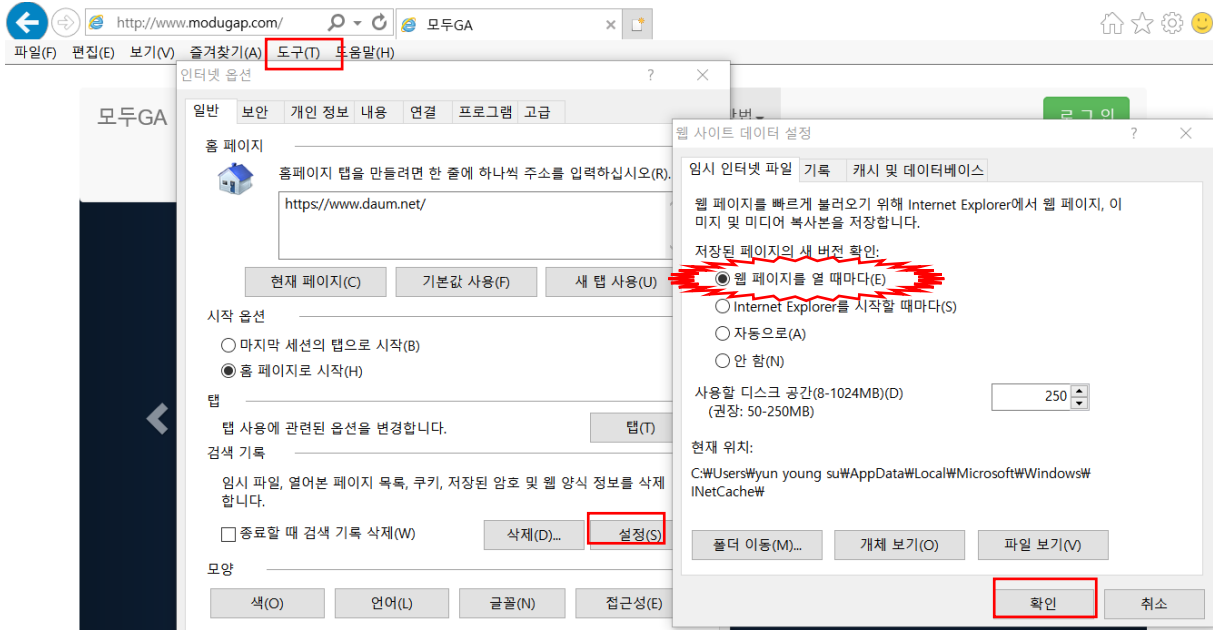 http://www.modugap.com/
모두GA
파일(F) 편집(E) 보기(V) 즐겨찾기(A) 도구(T) 도움말(H)
모두GA
로그인
인터넷 옵션
일반 보안 개인 정보 내용 연결 프로그램 고급
홈 페이지
홈페이지 탭을 만들려면 한 줄에 하나씩 주소를 입력하십시오(R).
https://www.daum.net/
현재 페이지(C) 기본값 사용(F) 새 탭 사용(U)
시작 옵션
마지막 세션의 탭으로 시작(B)
홈 페이지로 시작(H)
탭
탭 사용에 관련된 옵션을 변경합니다.
탭(T)
검색 기록
임시 파일, 열어본 페이지 목록, 쿠키, 저장된 암호 및 웹 양식 정보를 삭제
합니다.
종료할 때 검색 기록 삭제(W)
삭제(D)... 설정(S)
모양
색(O) 언어(L) 글꼴(N) 접근성(E)
웹 사이트 데이터 설정
임시 인터넷 파일 기록 캐시 및 데이터베이스
웹 페이지를 빠르게 불러오기 위해 Internet Explorer에서 웹 페이지, 이
미지 및 미디어 복사본을 저장합니다.
저장된 페이지의 새 버전 확인:
웹 페이지를 열 때마다(E)
Internet Explorer를 시작할 때마다(S)
자동으로(A)
안 함(N)
사용할 디스크 공간(8-1024MB)(D)
250
(권장: 50-250MB)
현재 위치:
C:₩Users₩yun young su₩AppData₩Local₩Microsoft₩Windows₩
INetCache₩
폴더 이동(M)... 개체 보기(O) 파일 보기(V)
확인 취소